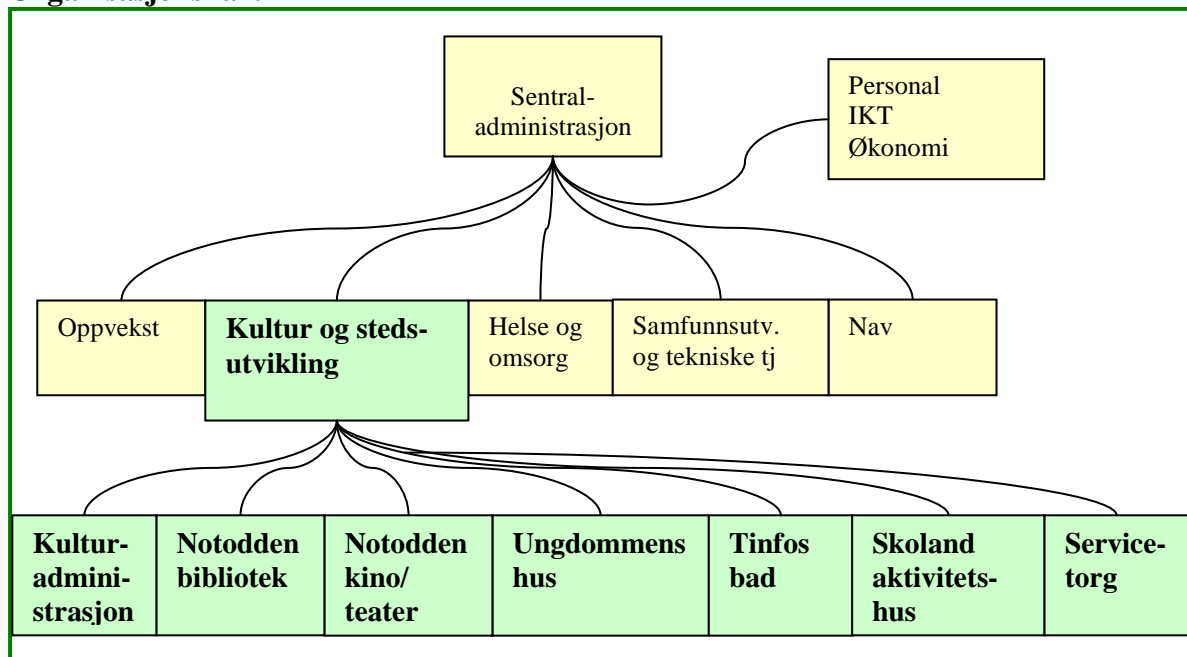 Sentral-
administrasjon
Personal
IKT
Økonomi
Oppvekst
Kultur og steds-
utvikling
Helse og
omsorg
Samfunnsutv.
og tekniske tj
Nav
Kultur-
admini-
strasjon
Notodden
bibliotek
Notodden
kino/
teater
Ungdommens
hus
Tinfos
bad
Skoland
aktivitets-
hus
Service-
torg